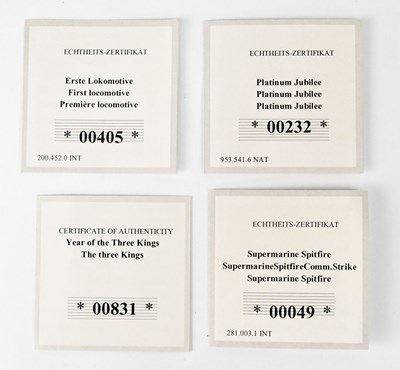 ECHTHEITS-ZERTIFIKAT
Erste Lokomotive
First locomotive
Première locomotive
* 00405 *
200.452.0 INT
ECHTHEITS-ZERTIFIKAT
Platinum Jubilee
Platinum Jubilee
Platinum Jubilee
* 00232 *
953.541.6 NAT
CERTIFICATE OF AUTHENTICITY
Year of the Three Kings
The three Kings
* 00831 *
ECHTHEITS-ZERTIFIKAT
Supermarine Spitfire
SupermarineSpitfireComm.Strike
Supermarine Spitfire
* 00049 *
281.003.1 INT